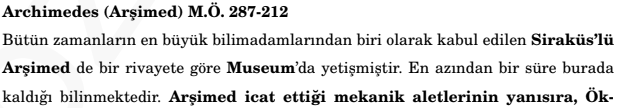 Archimedes (Arşimed) M.Ö. 287-212
Bütün zamanların en büyük bilimadamlarından biri olarak kabul edilen Siraküs’lü
Arşimed de bir rivayete göre Museum’da yetişmiştir. En azından bir süre burada
kaldığı bilinmektedir. Arşimed icat ettiği mekanik aletlerinin yanısıra, Ök-